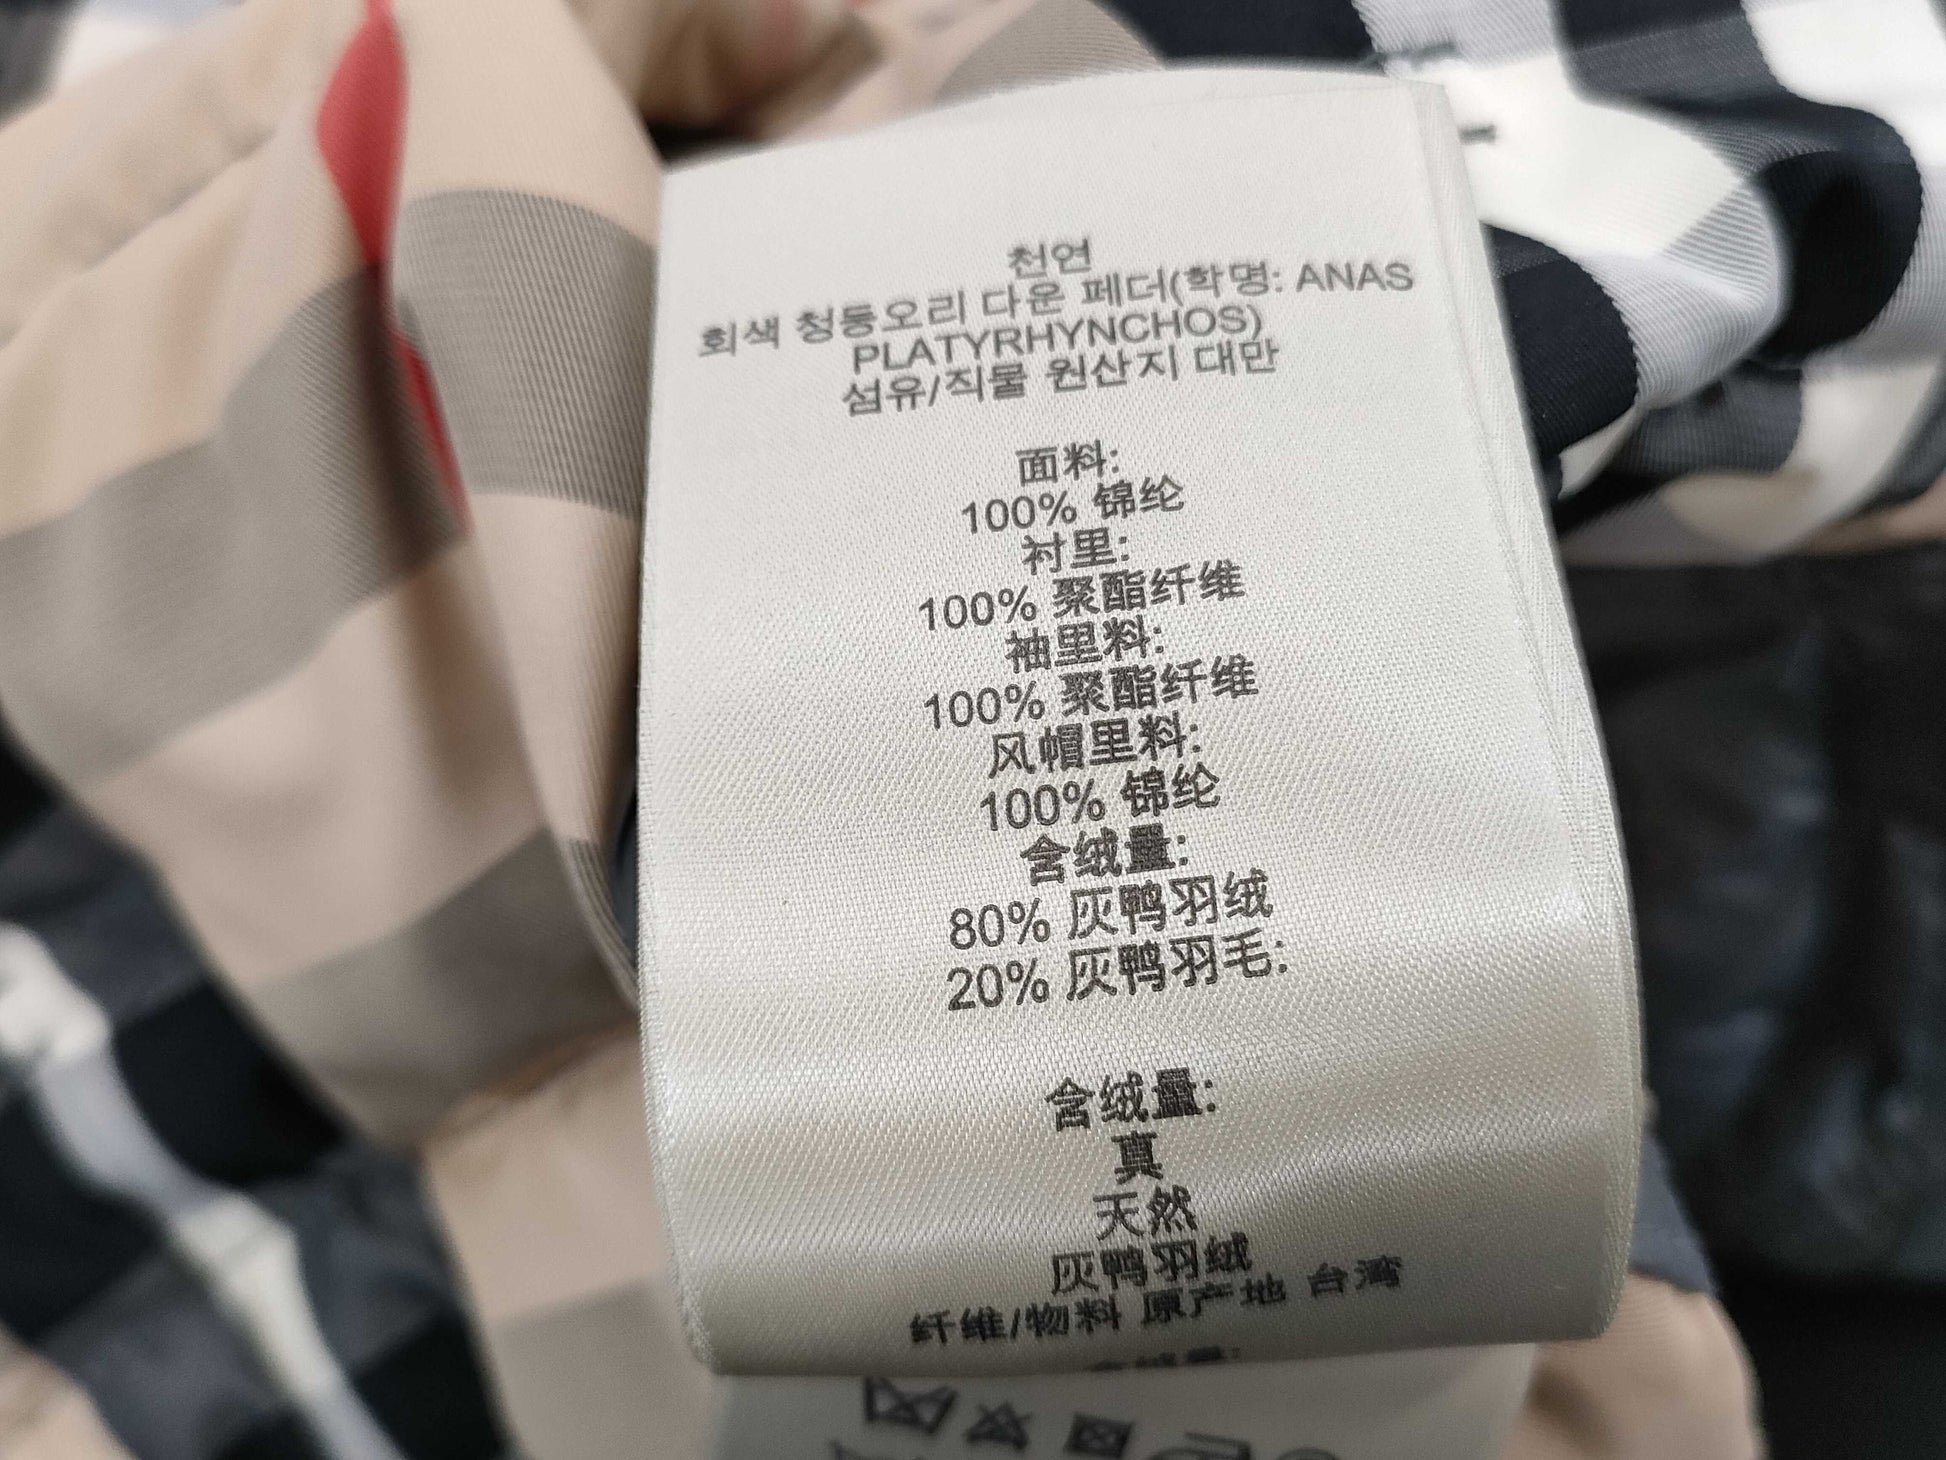 천연
회색 청둥오리 다운 페더(학명: ANAS
PLATYRHYNCHOS)
섬유/직물 원산지 대만
面料:
100% 锦纶
衬里:
100% 聚酯纤维
袖里料:
100% 聚酯纤维
风帽里料:
100% 锦纶
含绒量:
80% 灰鸭羽绒
20% 灰鸭羽毛:
含绒量:
真
天然
灰鸭羽绒
纤维/物料 原产地 台湾